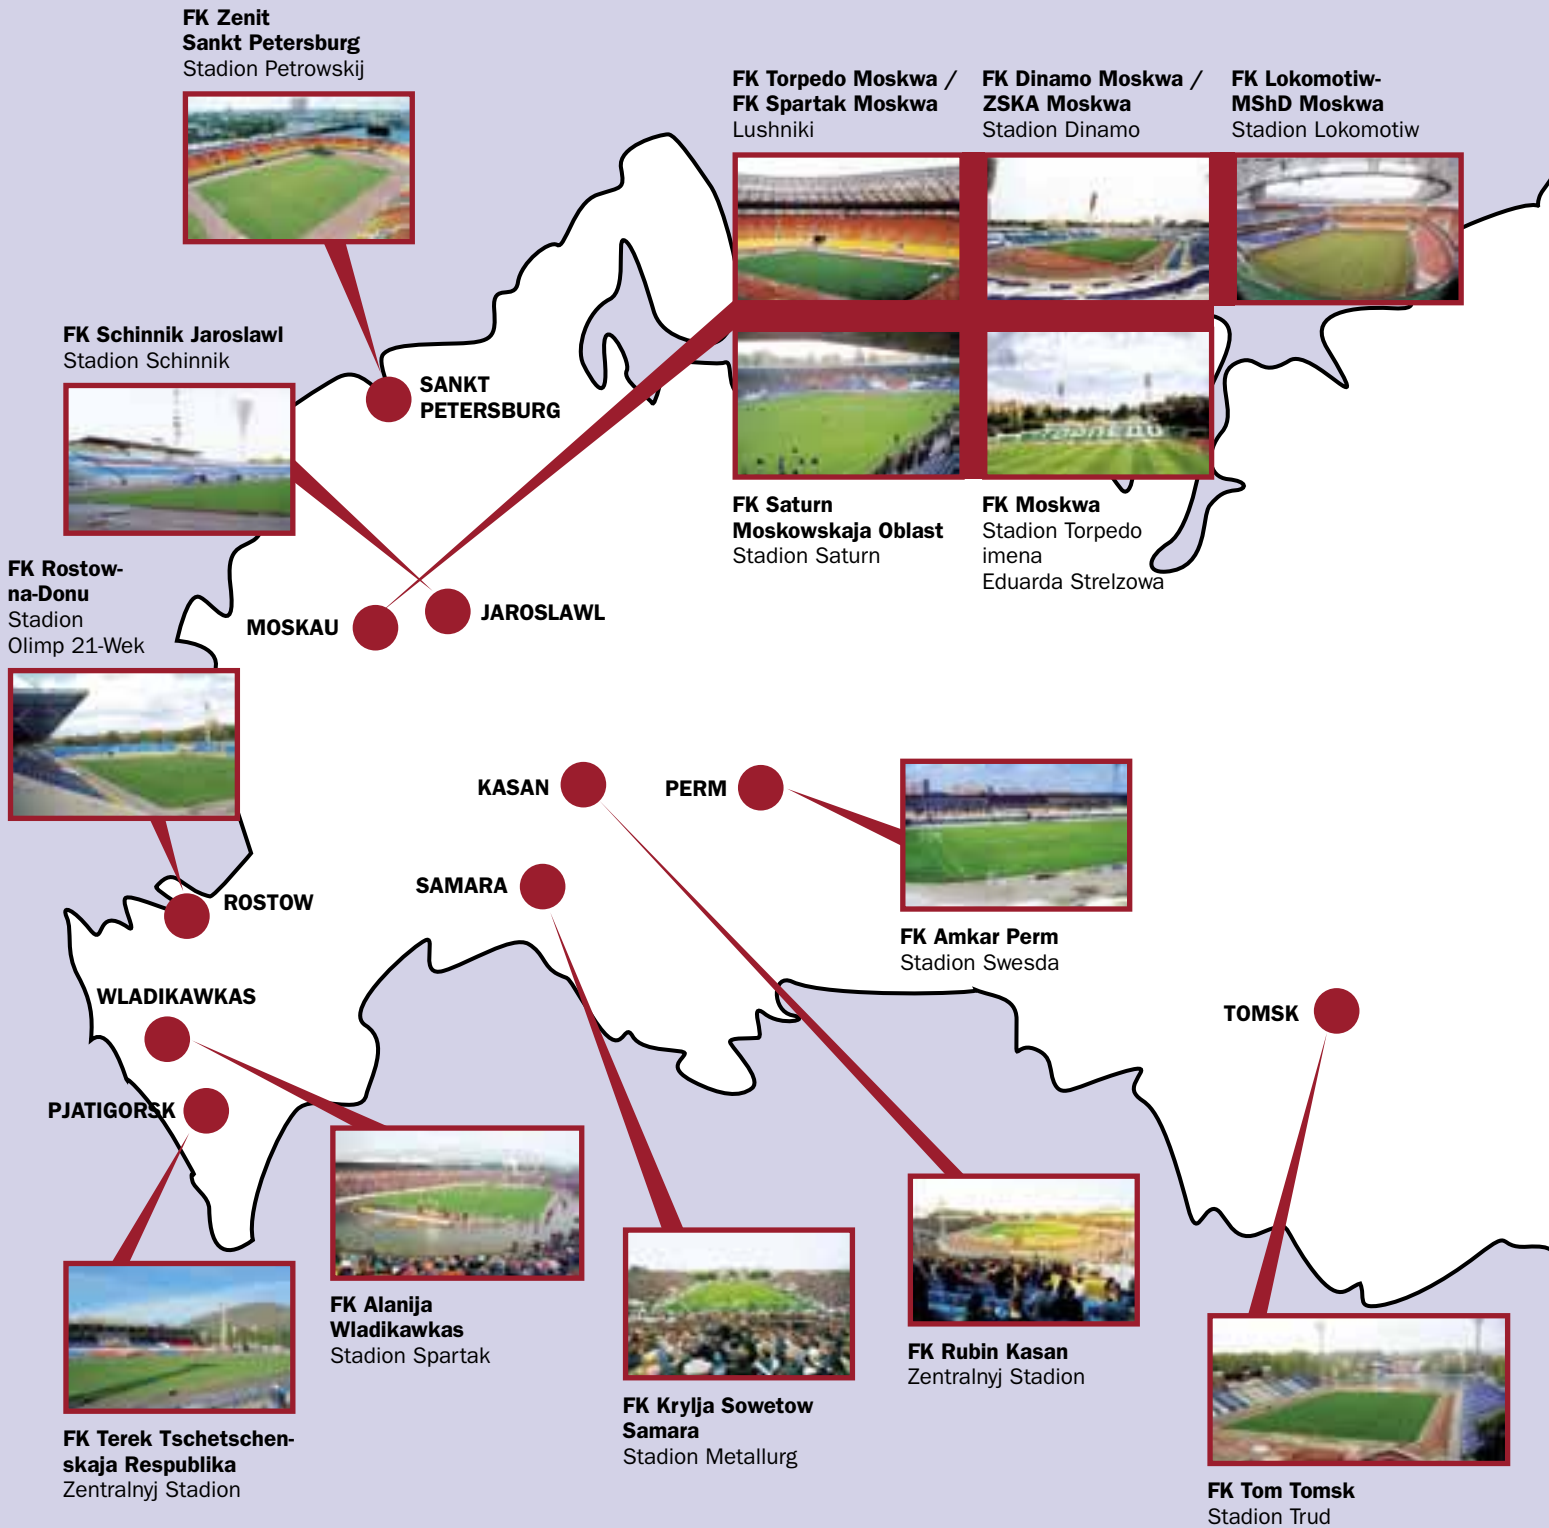 FK Zenit
Sankt Petersburg
Stadion Petrowskij
FK Torpedo Moskwa /
FK Spartak Moskwa
Lushniki
FK Dinamo Moskwa /
ZSKA Moskwa
Stadion Dinamo
FK Lokomotiw-
MShD Moskwa
Stadion Lokomotiw
FK Schinnik Jaroslawl
Stadion Schinnik
SANKT
PETERSBURG
FK Saturn
Moskowskaja Oblast
Stadion Saturn
FK Moskwa
Stadion Torpedo
imena
Eduarda Strelzowa
FK Rostow-
na-Donu
Stadion
Olimp 21-Wek
MOSKAU
JAROSLAWL
KASAN
PERM
SAMARA
ROSTOW
FK Amkar Perm
Stadion Swesda
WLADIKAWKAS
TOMSK
PJATIGORSK
FK Alanija
Wladikawkas
Stadion Spartak
FK Rubin Kasan
Zentralnyj Stadion
FK Krylja Sowetow
Samara
Stadion Metallurg
FK Terek Tschetschen-
skaja Respublika
Zentralnyj Stadion
FK Tom Tomsk
Stadion Trud